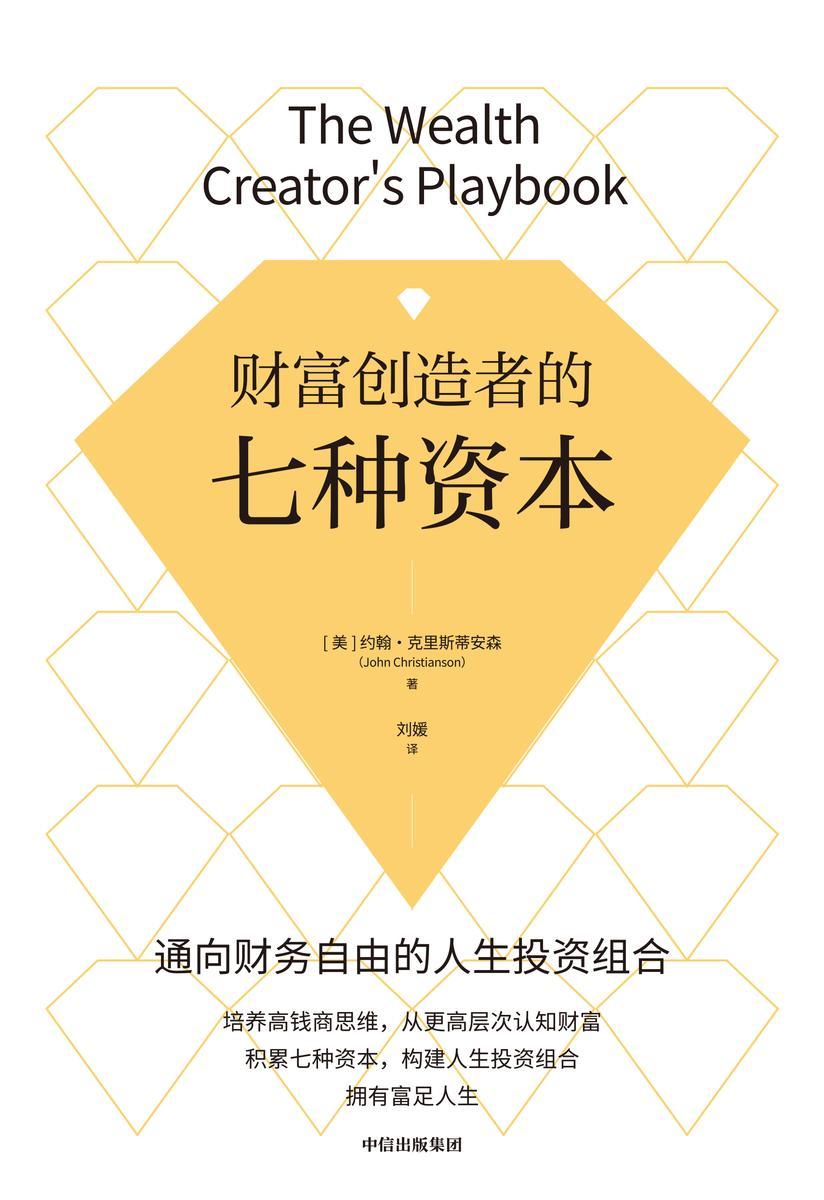 The Wealth
Creator's Playbook
财富创造者的
七种资本
[ 美 ] 约翰·克里斯蒂安森
（John Christianson）
著
刘媛
译
通向财务自由的人生投资组合
培养高钱商思维，从更高层次认知财富
积累七种资本，构建人生投资组合
拥有富足人生
中信出版集团